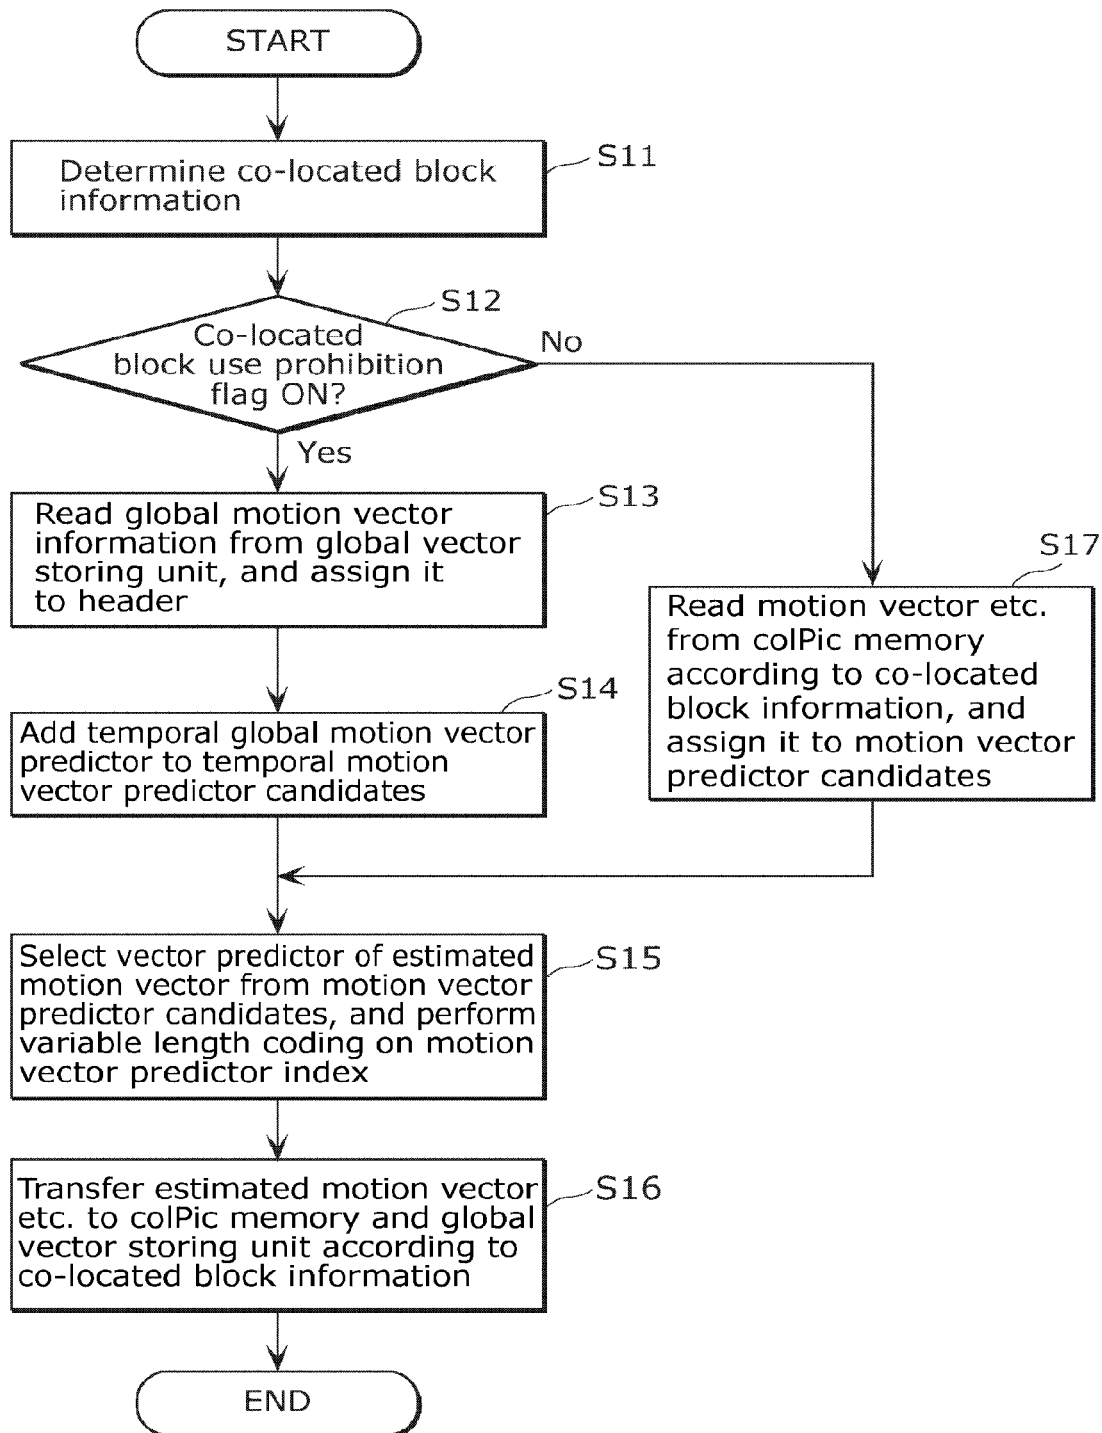 START
S11
Determine co-located block
information
S12
Co-located
block use prohibition
flag ON?
No
Yes
S13
Read global motion vector
information from global vector
storing unit, and assign it
to header
S17
Read motion vector etc.
from colPic memory
according to co-located
block information, and
assign it to motion vector
predictor candidates
S14
Add temporal global motion vector
predictor to temporal motion
vector predictor candidates
S15
Select vector predictor of estimated
motion vector from motion vector
predictor candidates, and perform
variable length coding on motion
vector predictor index
S16
Transfer estimated motion vector
etc. to colPic memory and global
vector storing unit according to
co-located block information
END